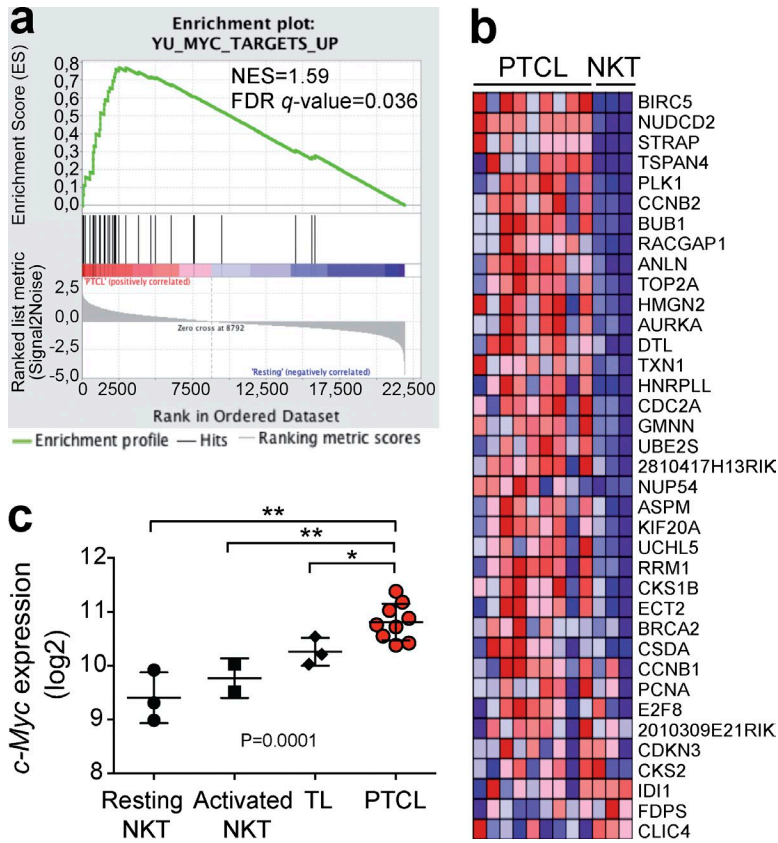 a
Enrichment plot:
YU_MYC_TARGETS_UP
Enrichment Score (ES)
0,8
0,7
0,6
0,5
0,4
0,3
0,2
0,1
0,0
NES=1.59
FDR q-value=0.036
'PTCL' (positively correlated)
Ranked list metric
(Signal2Noise)
2,5
0,0
-2,5
-5,0
Zero cross at 8792
'Resting' (negatively correlated)
0 2500 7500 12,500 17,500 22,500
Rank in Ordered Dataset
Enrichment profile Hits Ranking metric scores
b
PTCL NKT
BIRC5
NUDCD2
STRAP
TSPAN4
PLK1
CCNB2
BUB1
RACGAP1
ANLN
TOP2A
HMGN2
AURKA
DTL
TXN1
HNRPLL
CDC2A
GMNN
UBE2S
2810417H13RIK
NUP54
ASPM
KIF20A
UCHL5
RRM1
CKS1B
ECT2
BRCA2
CSDA
CCNB1
PCNA
E2F8
2010309E21RIK
CDKN3
CKS2
IDI1
FDPS
CLIC4
c
**
**
*
c-Myc expression
(log2)
12
11
10
9
8
P=0.0001
Resting
NKT
Activated
NKT
TL
PTCL